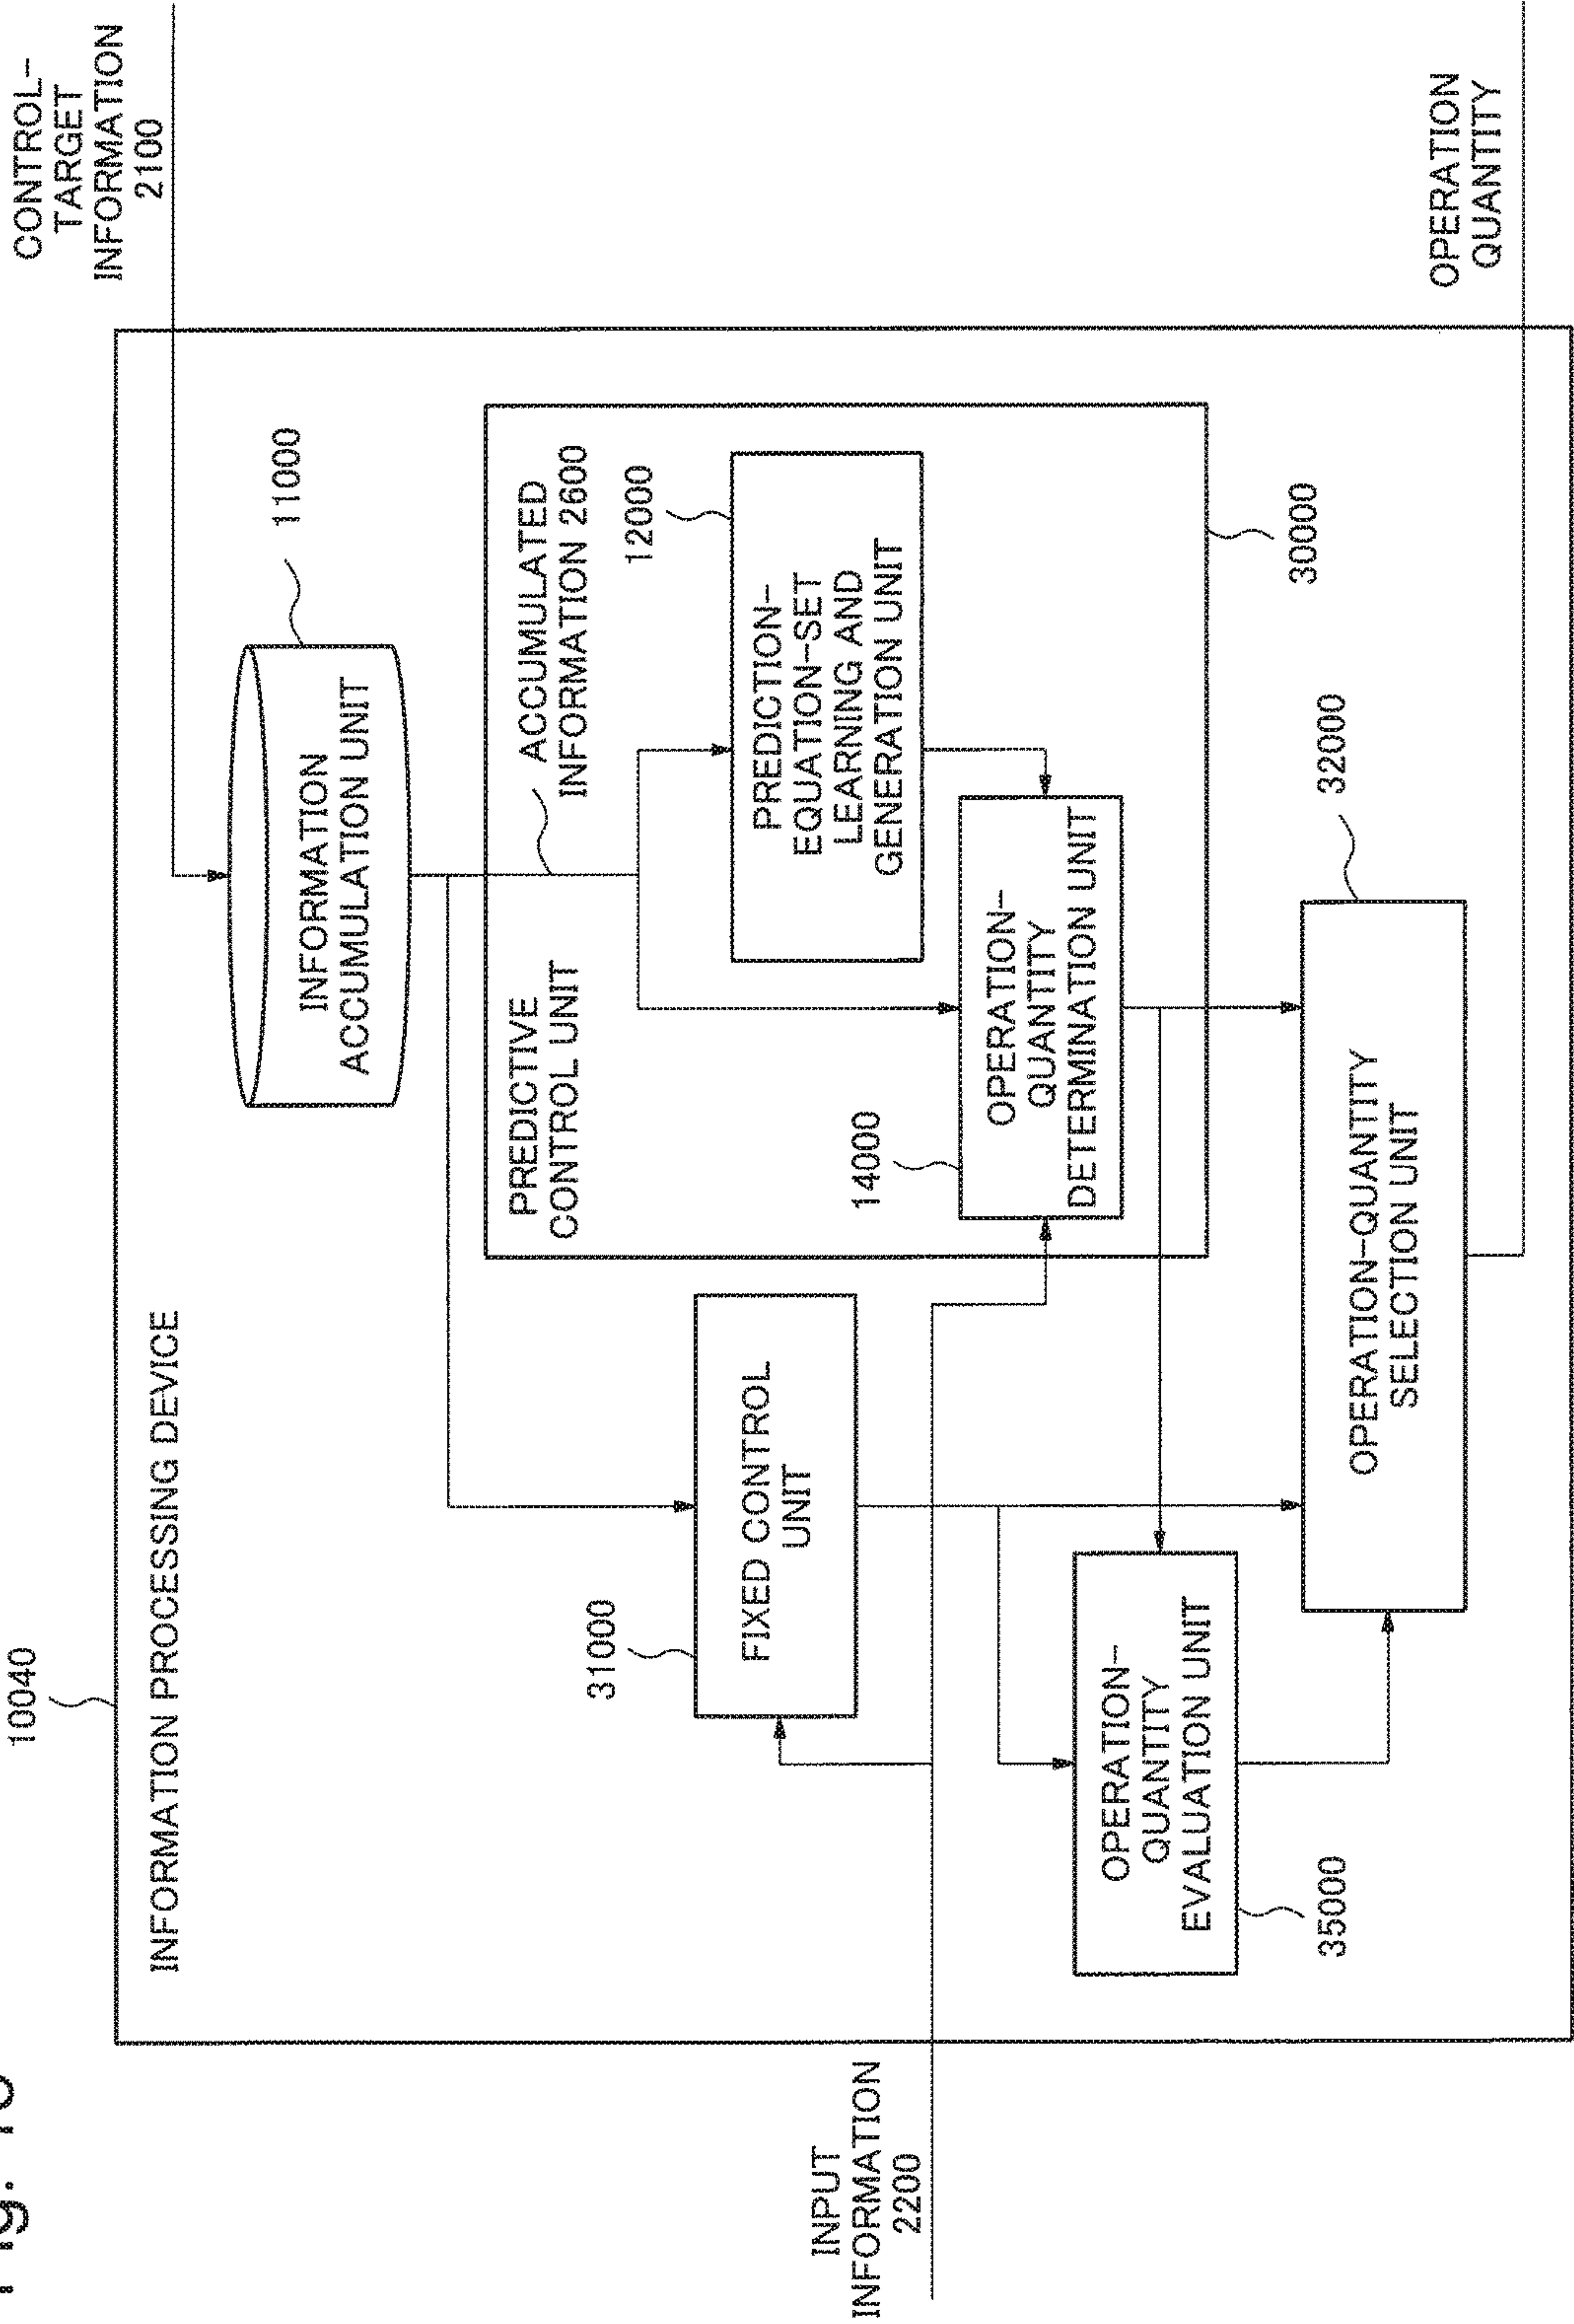 Fig.
10040
CONTROL-
TARGET
INFORMATION
2100
INFORMATION PROCESSING DEVICE
11000
INFORMATION
ACCUMULATION UNIT
PREDICTIVE
CONTROL UNIT
ACCUMULATED
INFORMATION 2600
31000
12000
FIXED CONTROL
UNIT
PREDICTION-
EQUATION-SET
LEARNING AND
GENERATION UNIT
INPUT
INFORMATION
2200
14000
OPERATION-
QUANTITY
DETERMINATION UNIT
OPERATION-
QUANTITY
EVALUATION UNIT
30000
35000
32000
OPERATION-QUANTITY
SELECTION UNIT
OPERATION
QUANTITY